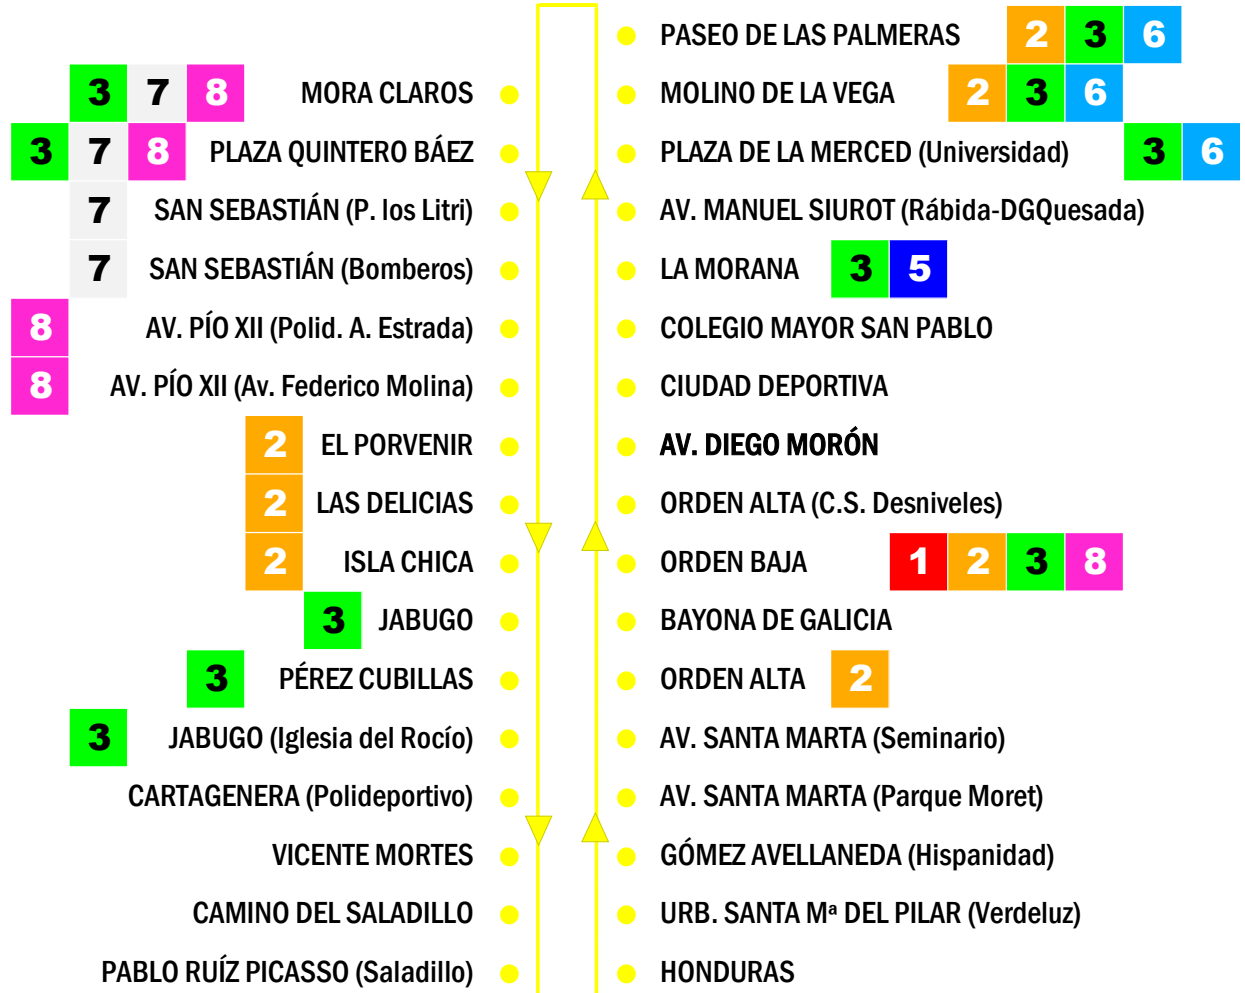 PASEO DE LAS PALMERAS 2 3 6
3 7 8 MORA CLAROS
MOLINO DE LA VEGA 2 3 6
3 7 8 PLAZA QUINTERO BÁEZ
PLAZA DE LA MERCED (Universidad) 3 6
7 SAN SEBASTIÁN (P. los Litri)
AV. MANUEL SIUROT (Rábida-DGQuesada)
7 SAN SEBASTIÁN (Bomberos)
LA MORANA 3 5
8 AV. PÍO XII (Polid. A. Estrada)
COLEGIO MAYOR SAN PABLO
8 AV. PÍO XII (Av. Federico Molina)
CIUDAD DEPORTIVA
2 EL PORVENIR
AV. DIEGO MORÓN
2 LAS DELICIAS
ORDEN ALTA (C.S. Desniveles)
2 ISLA CHICA
ORDEN BAJA 1 2 3 8
3 JABUGO
BAYONA DE GALICIA
3 PÉREZ CUBILLAS
ORDEN ALTA 2
3 JABUGO (Iglesia del Rocío)
AV. SANTA MARTA (Seminario)
CARTAGENERA (Polideportivo)
AV. SANTA MARTA (Parque Moret)
VICENTE MORTES
GÓMEZ AVELLANEDA (Hispanidad)
CAMINO DEL SALADILLO
URB. SANTA Mª DEL PILAR (Verdeluz)
PABLO RUÍZ PICASSO (Saladillo)
HONDURAS